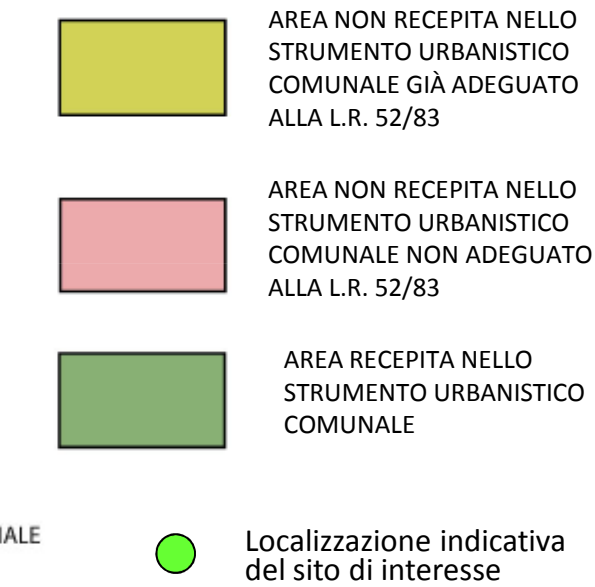 AREA NON RECEPITA NELLO
STRUMENTO URBANISTICO
COMUNALE GIÀ ADEGUATO
ALLA L.R. 52/83
AREA NON RECEPITA NELLO
STRUMENTO URBANISTICO
COMUNALE NON ADEGUATO
ALLA L.R. 52/83
AREA RECEPITA NELLO
STRUMENTO URBANISTICO
COMUNALE
Localizzazione indicativa
del sito di interesse